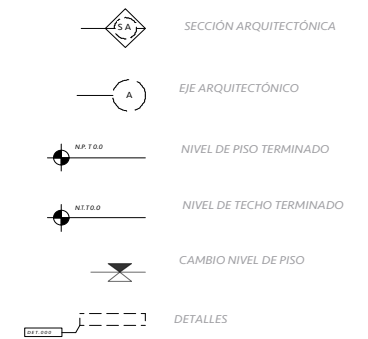 S A SECCIÓN ARQUITECTÓNICA
A EJE ARQUITECTÓNICO
N.P. T 0.0 NIVEL DE PISO TERMINADO
N.T.T 0.0 NIVEL DE TECHO TERMINADO
CAMBIO NIVEL DE PISO
DETALLES
DET.000